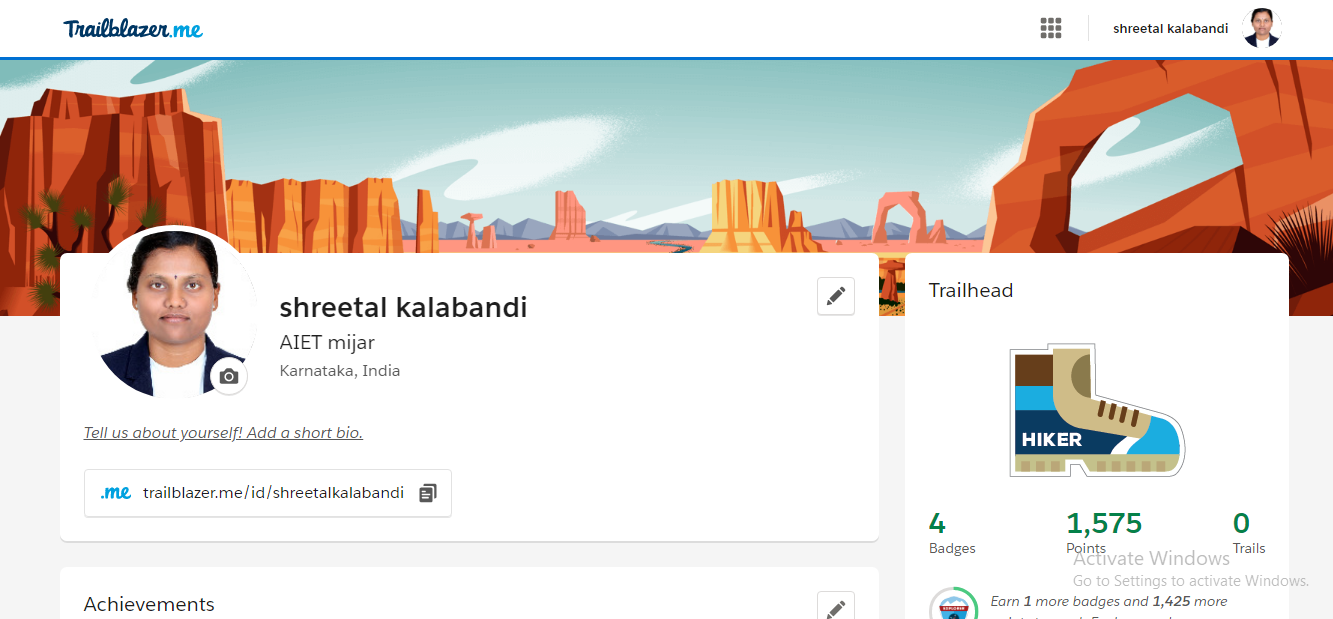 Trailblazer.me
shreetal kalabandi
shreetal kalabandi
AIET mijar
Karnataka, India
Tell us about yourself! Add a short bio.
.me trailblazer.me/id/shreetalkalabandi
Achievements
Trailhead
HIKER
4 1,575 0
Badges Points Trails
Activate Windows
Go to Settings to activate Windows.
EXPLORER
Earn 1 more badges and 1,425 more